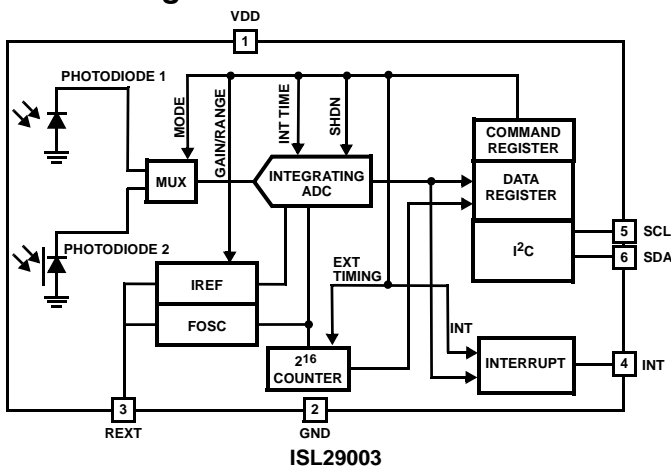 VDD
1
PHOTODIODE 1
MODE
GAIN/RANGE
INT TIME
SHDN
COMMAND
REGISTER
MUX
INTEGRATING
ADC
DATA
REGISTER
PHOTODIODE 2
I²C
5 SCL
6 SDA
EXT
TIMING
IREF
FOSC
INT
2¹⁶
COUNTER
INTERRUPT
4 INT
3
REXT
2
GND
ISL29003